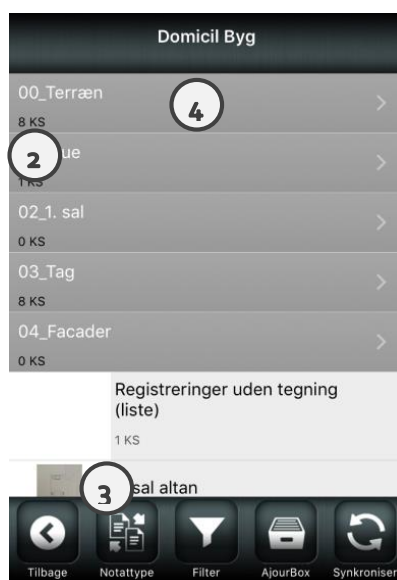 Domicil Byg
00_Terræn
8 KS
4
2
ue
1 KS
02_1. sal
0 KS
03_Tag
8 KS
04_Facader
0 KS
Registreringer uden tegning
(liste)
1 KS
3
sal altan
Tilbage Notattype Filter AjourBox Synkroniser